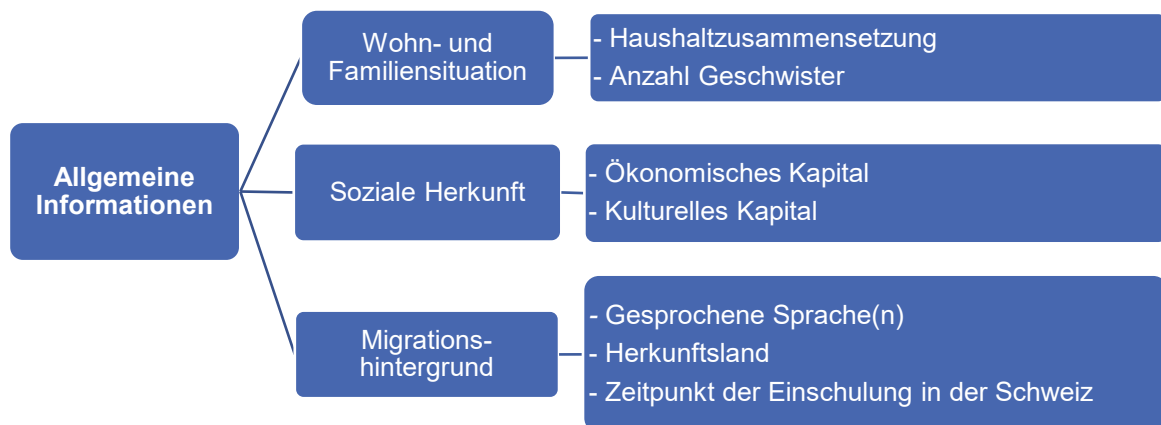 Allgemeine
Informationen
Wohn- und
Familiensituation
- Haushaltzusammensetzung
- Anzahl Geschwister
Soziale Herkunft
- Ökonomisches Kapital
- Kulturelles Kapital
Migrations-
hintergrund
- Gesprochene Sprache(n)
- Herkunftsland
- Zeitpunkt der Einschulung in der Schweiz